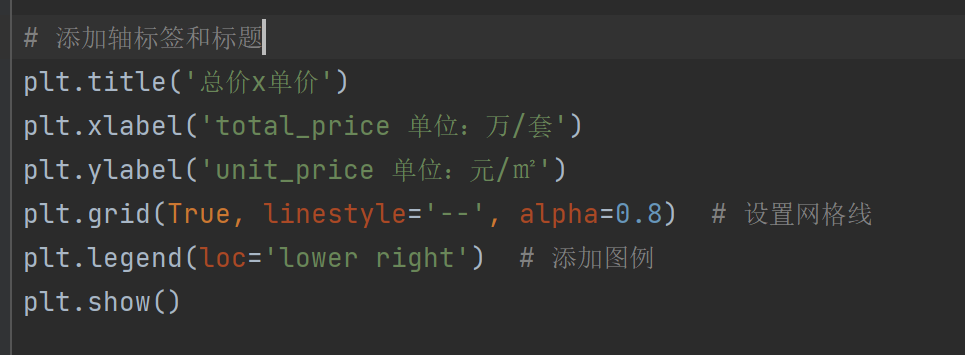 # 添加轴标签和标题
plt.title('总价x单价')
plt.xlabel('total_price 单位：万/套')
plt.ylabel('unit_price 单位：元/㎡')
plt.grid(True, linestyle='--', alpha=0.8)  # 设置网格线
plt.legend(loc='lower right')  # 添加图例
plt.show()